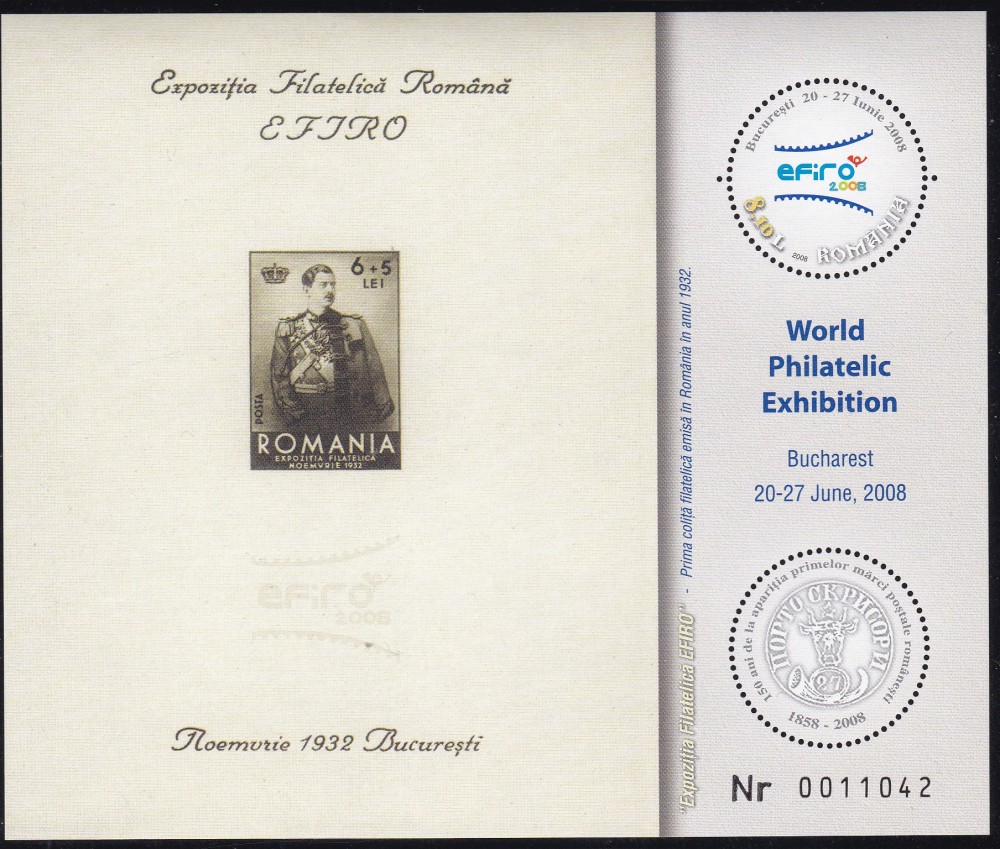 Expoziția Filatelică Română
EFIRO
6+5
LEI
POSTA
ROMANIA
EXPOZITIA FILATELICĂ
NOEMVRIE 1932
efiro
2008
Noemvrie 1932 București
"Expoziția Filatelică EFIRO" - Prima coliță filatelică emisă în România în anul 1932.
București 20 - 27 Iunie 2008
efiro
2008
8,10 L
2008
ROMÂNIA
World
Philatelic
Exhibition
Bucharest
20-27 June, 2008
150 ani de la apariția primelor mărci poștale românești
ПОРТО СКРИСОРИ
27
1858 - 2008
Nr 0011042